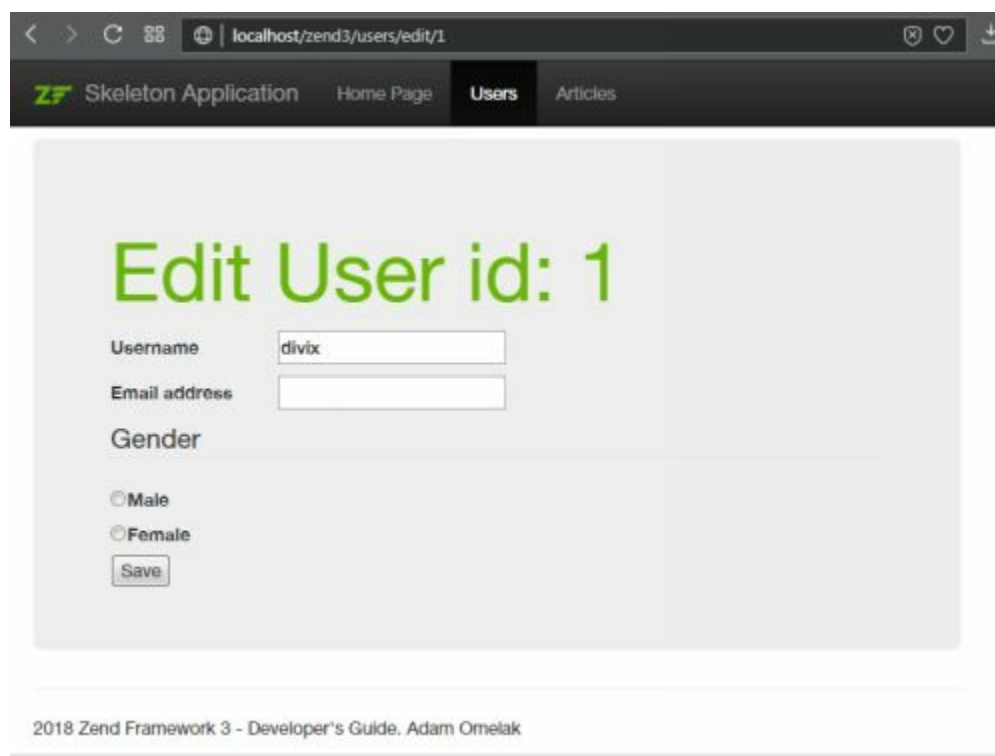 localhost/zend3/users/edit/1
ZF Skeleton Application Home Page Users Articles
Edit User id: 1
Username divix
Email address
Gender
Male
Female
Save
2018 Zend Framework 3 - Developer's Guide. Adam Omelak